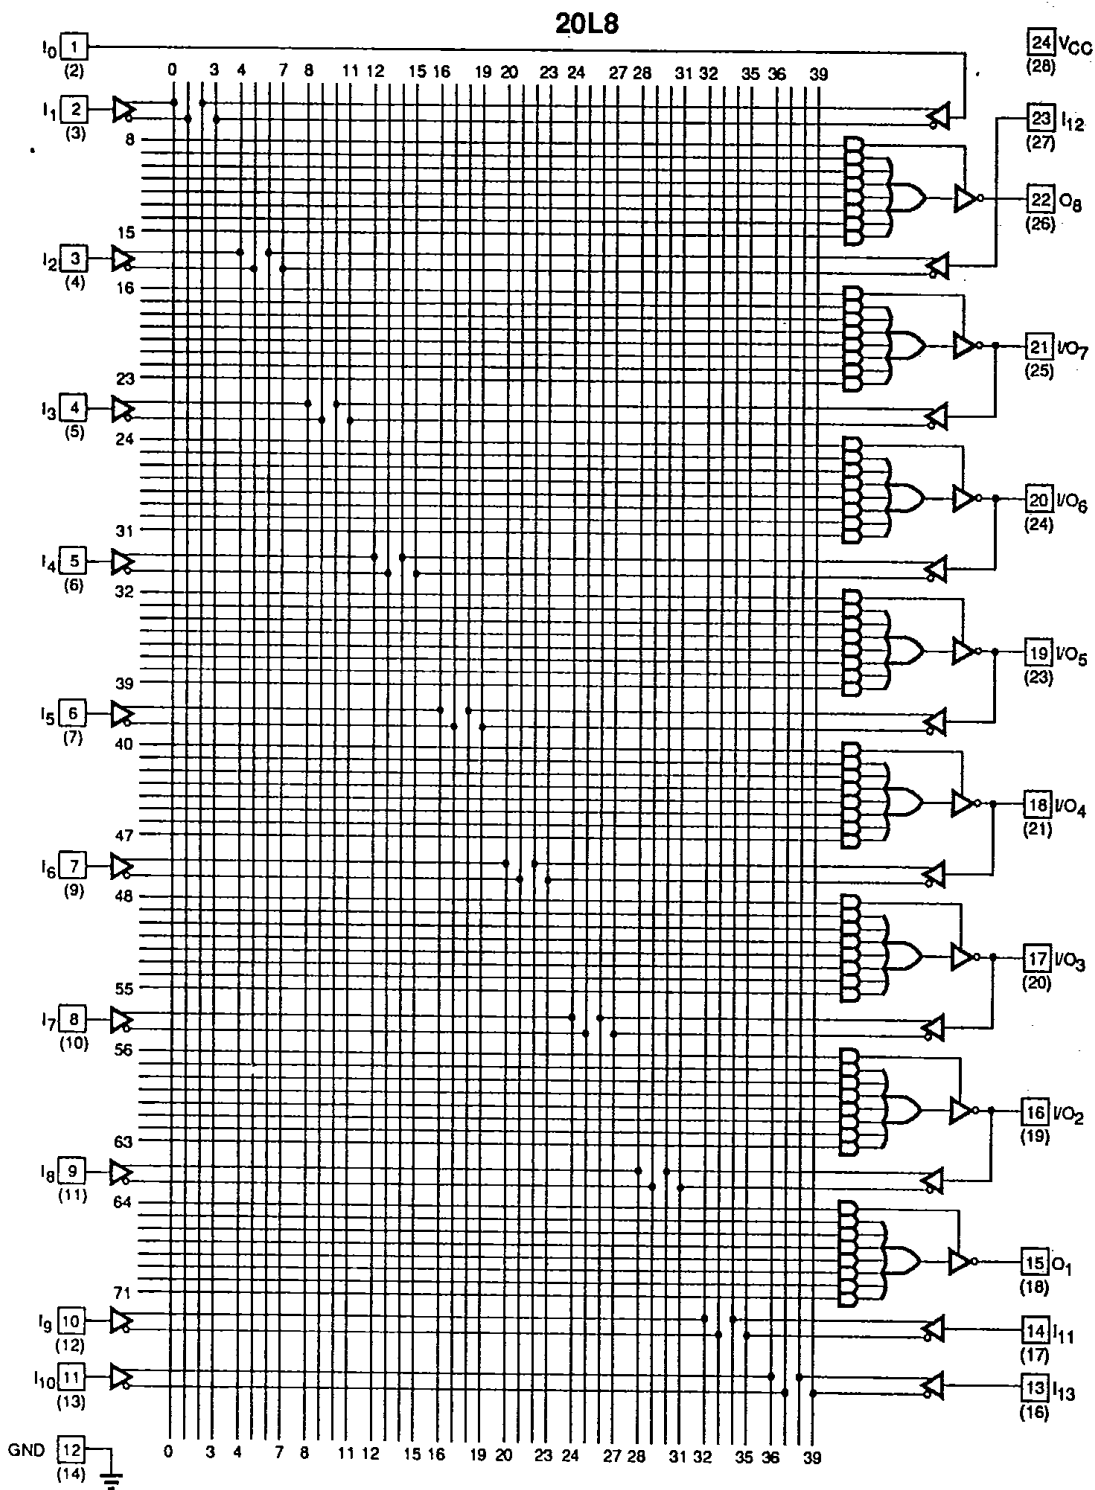 20L8
I0 1 24 VCC
(2) (28)
0 3 4 7 8 11 12 15 16 19 20 23 24 27 28 31 32 35 36 39
I1 2 23 I12
(3) (27)
8
22 O8
(26)
15
I2 3
(4)
16
21 I/O7
(25)
23
I3 4
(5)
24
20 I/O6
(24)
31
I4 5
(6)
32
19 I/O5
(23)
39
I5 6
(7)
40
18 I/O4
(21)
47
I6 7
(9)
48
17 I/O3
(20)
55
I7 8
(10)
56
16 I/O2
(19)
63
I8 9
(11)
64
15 O1
(18)
71
I9 10 14 I11
(12) (17)
I10 11 13 I13
(13) (16)
0 3 4 7 8 11 12 15 16 19 20 23 24 27 28 31 32 35 36 39
GND 12
(14)